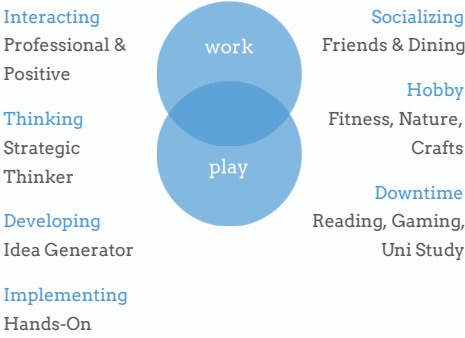 Interacting
Professional &
Positive
Thinking
Strategic
Thinker
Developing
Idea Generator
Implementing
Hands-On
work
play
Socializing
Friends & Dining
Hobby
Fitness, Nature,
Crafts
Downtime
Reading, Gaming,
Uni Study